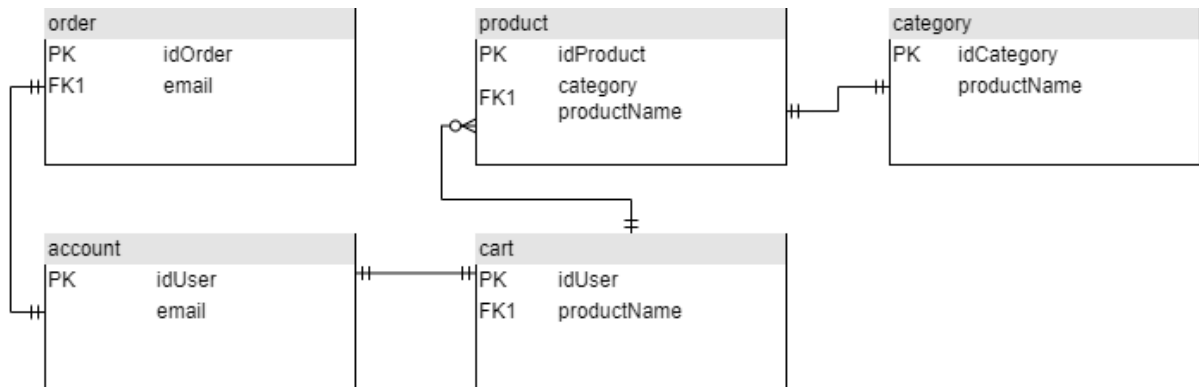 order
PK idOrder
FK1 email
product
PK idProduct
FK1 category
productName
category
PK idCategory
productName
account
PK idUser
email
cart
PK idUser
FK1 productName